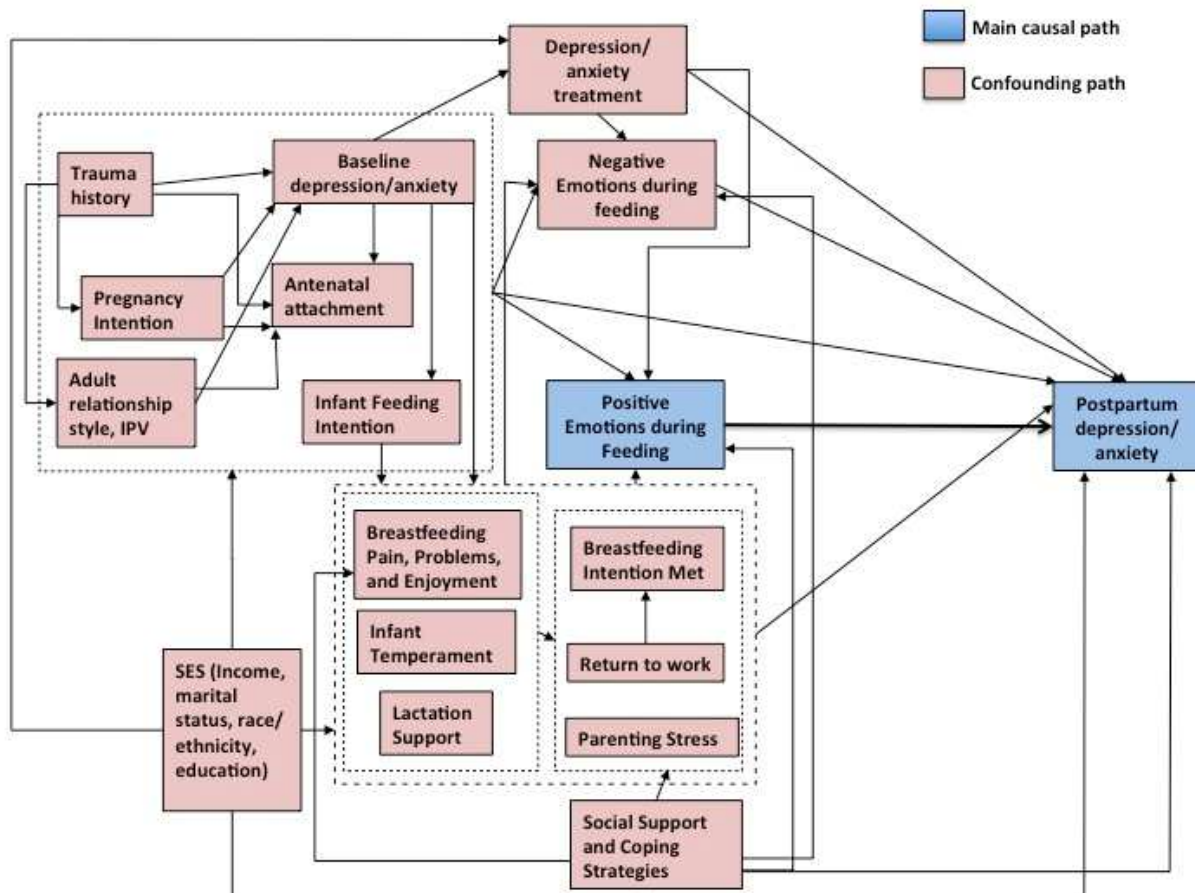 Main causal path
Confounding path
Depression/
anxiety
treatment
Trauma
history
Baseline
depression/anxiety
Negative
Emotions during
feeding
Pregnancy
Intention
Antenatal
attachment
Adult
relationship
style, IPV
Infant Feeding
Intention
Positive
Emotions during
Feeding
Postpartum
depression/
anxiety
Breastfeeding
Pain, Problems,
and Enjoyment
Breastfeeding
Intention Met
Infant
Temperament
Return to work
SES (Income,
marital
status, race/
ethnicity,
education)
Lactation
Support
Parenting Stress
Social Support
and Coping
Strategies